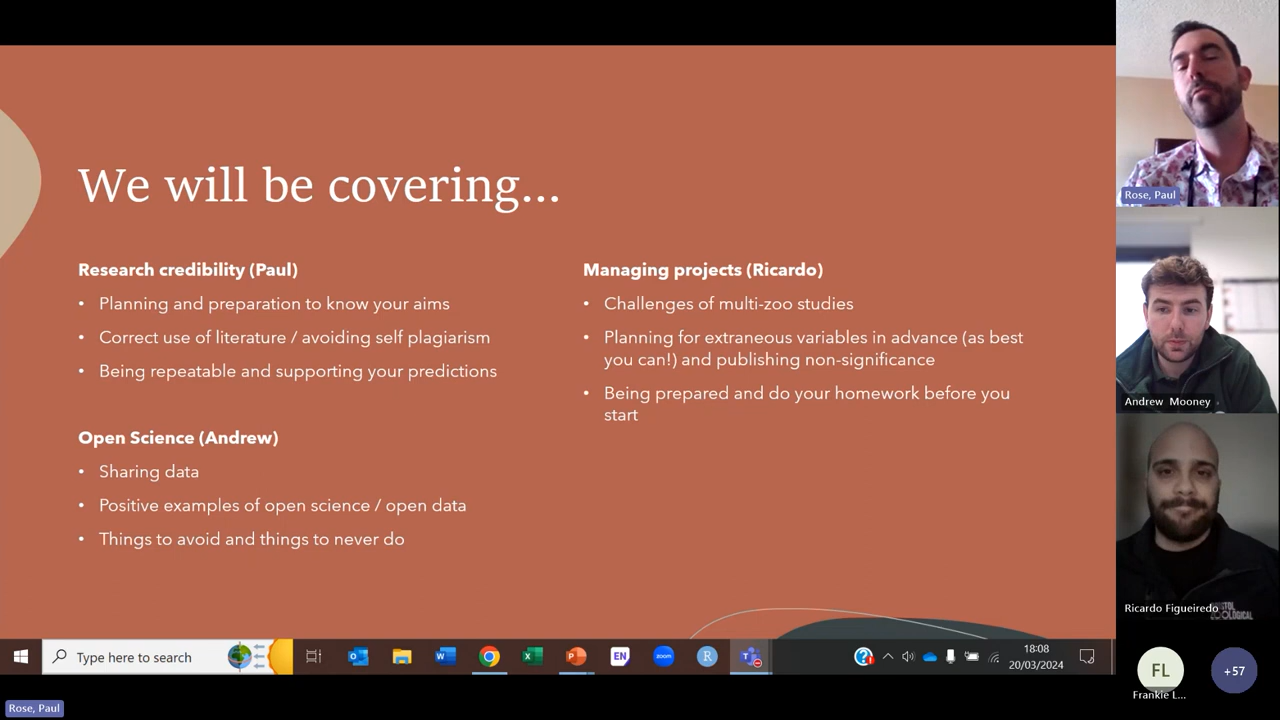 We will be covering...
Research credibility (Paul)
• Planning and preparation to know your aims
• Correct use of literature / avoiding self plagiarism
• Being repeatable and supporting your predictions
Open Science (Andrew)
• Sharing data
• Positive examples of open science / open data
• Things to avoid and things to never do
Managing projects (Ricardo)
• Challenges of multi-zoo studies
• Planning for extraneous variables in advance (as best
you can!) and publishing non-significance
• Being prepared and do your homework before you
start
Rose, Paul
Andrew Mooney
Ricardo Figueiredo
ZOOLOGICAL
FL
Frankie L...
+57
Type here to search
W
X
P
EN
zoom
R
18:08
20/03/2024
Rose, Paul